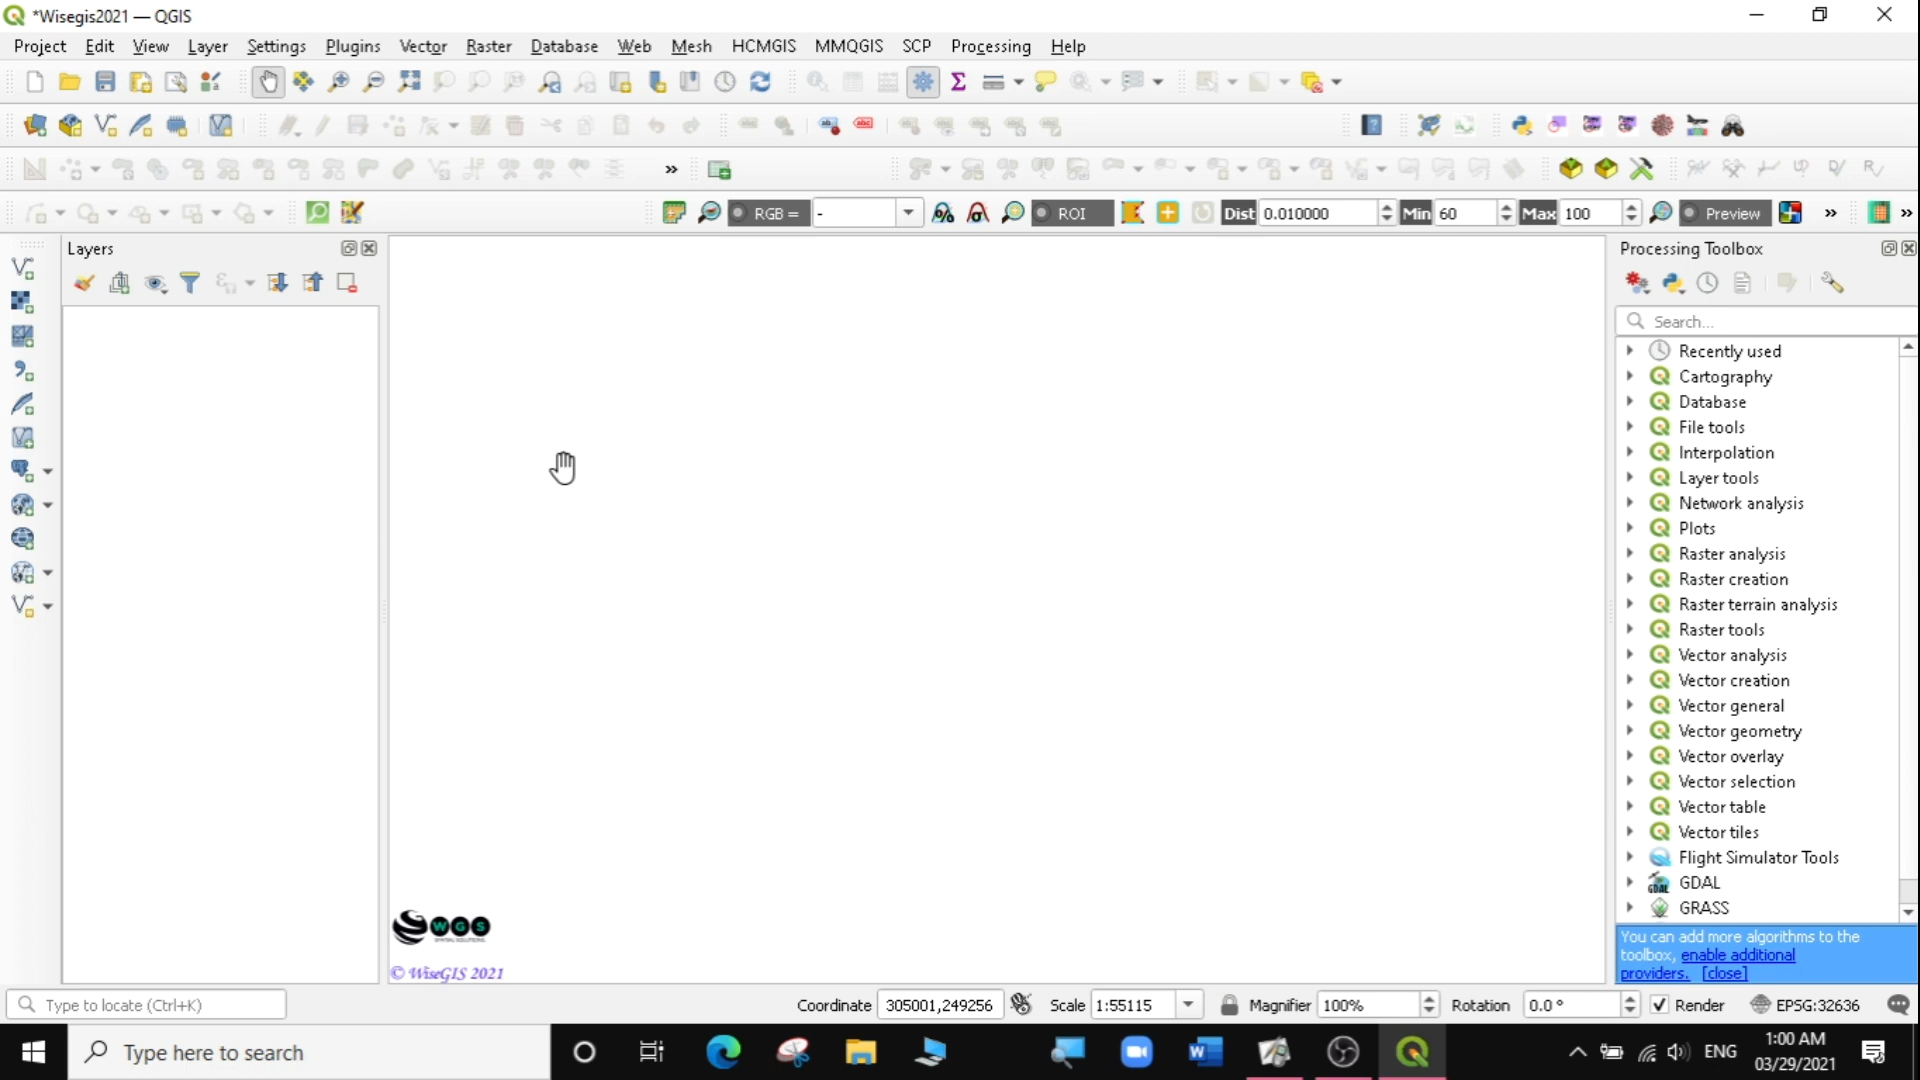 *Wisegis2021 — QGIS
Project Edit View Layer Settings Plugins Vector Raster Database Web Mesh HCMGIS MMQGIS SCP Processing Help
RGB = - ROI Dist 0.010000 Min 60 Max 100 Preview
Layers
Processing Toolbox
Search...
Recently used
Cartography
Database
File tools
Interpolation
Layer tools
Network analysis
Plots
Raster analysis
Raster creation
Raster terrain analysis
Raster tools
Vector analysis
Vector creation
Vector general
Vector geometry
Vector overlay
Vector selection
Vector table
Vector tiles
Flight Simulator Tools
GDAL
GRASS
You can add more algorithms to the
toolbox, enable additional
providers. [close]
WGS
SPATIAL SOLUTIONS
© WiseGIS 2021
Type to locate (Ctrl+K) Coordinate 305001,249256 Scale 1:55115 Magnifier 100% Rotation 0.0 ° Render EPSG:32636
Type here to search ENG
1:00 AM
03/29/2021